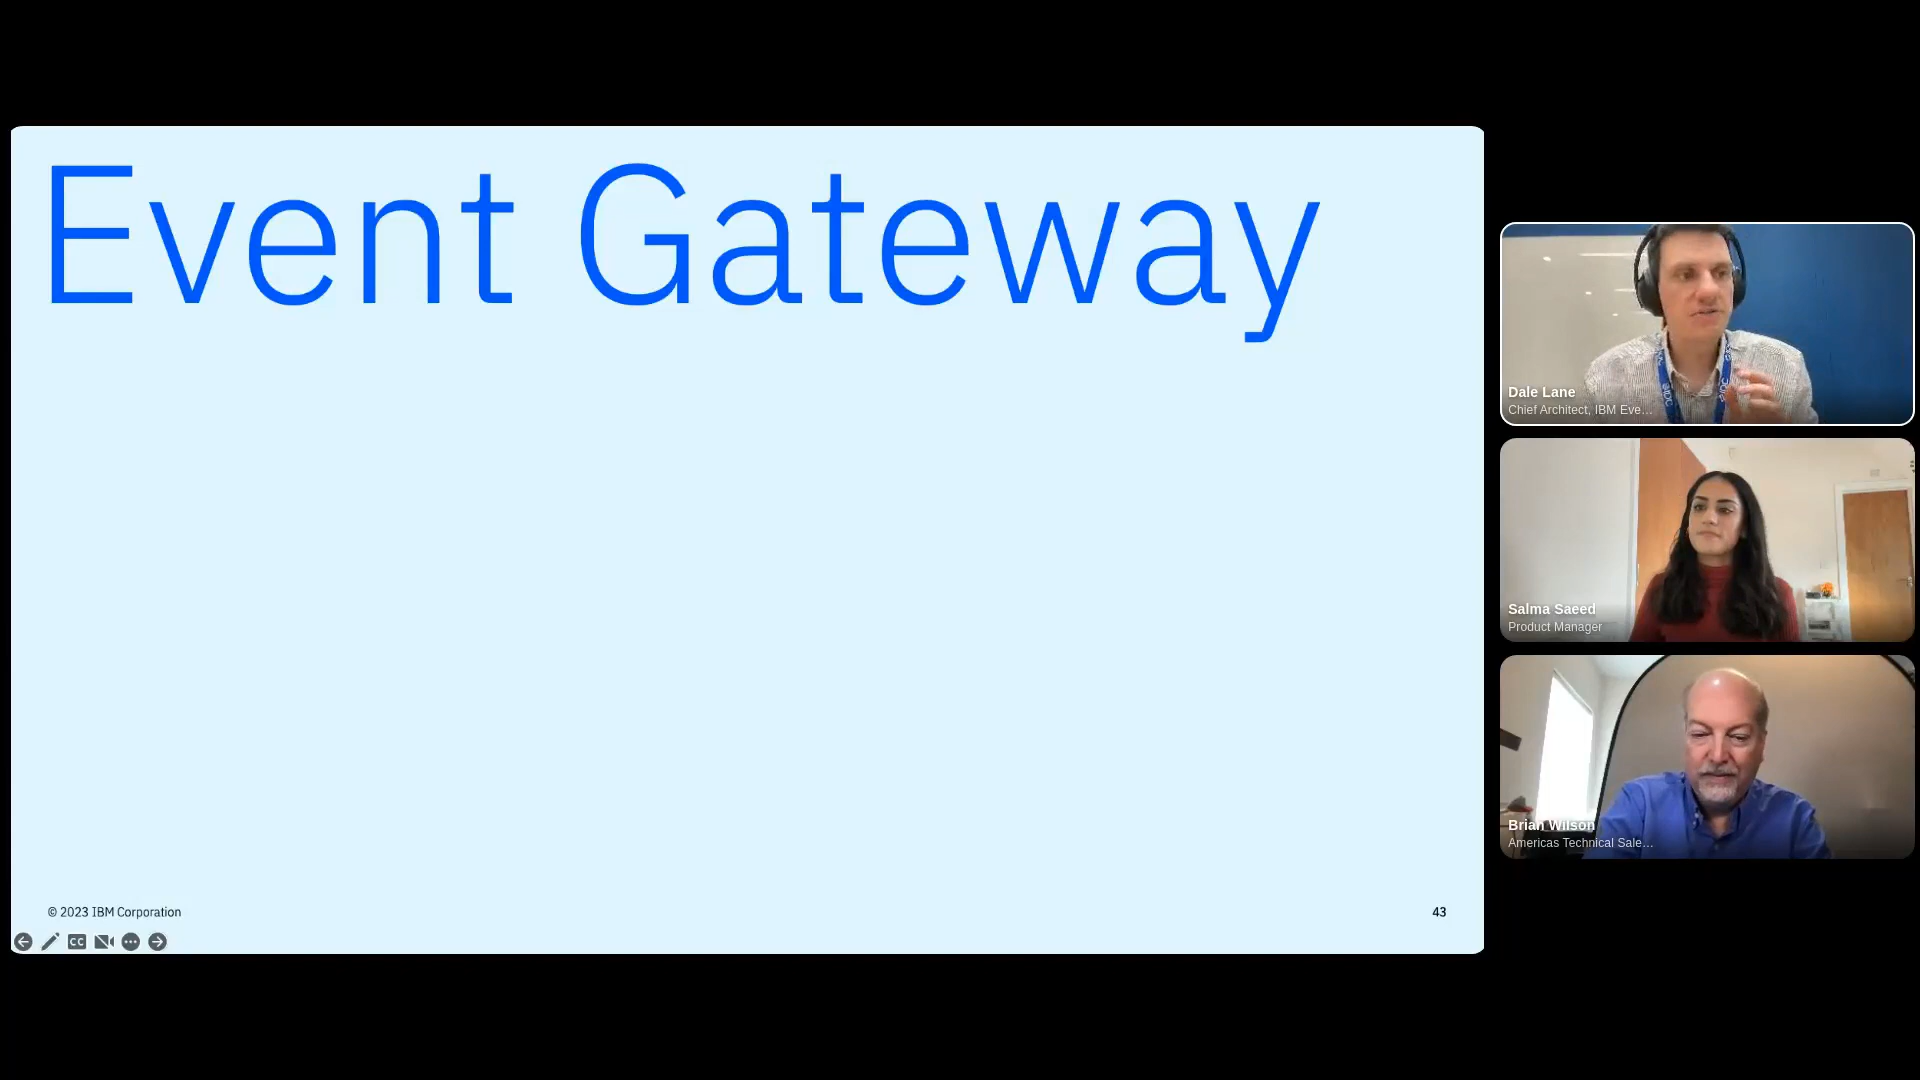 Event Gateway
© 2023 IBM Corporation
43
CC
Dale Lane
Chief Architect, IBM Eve...
Salma Saeed
Product Manager
Brian Wilson
Americas Technical Sale...